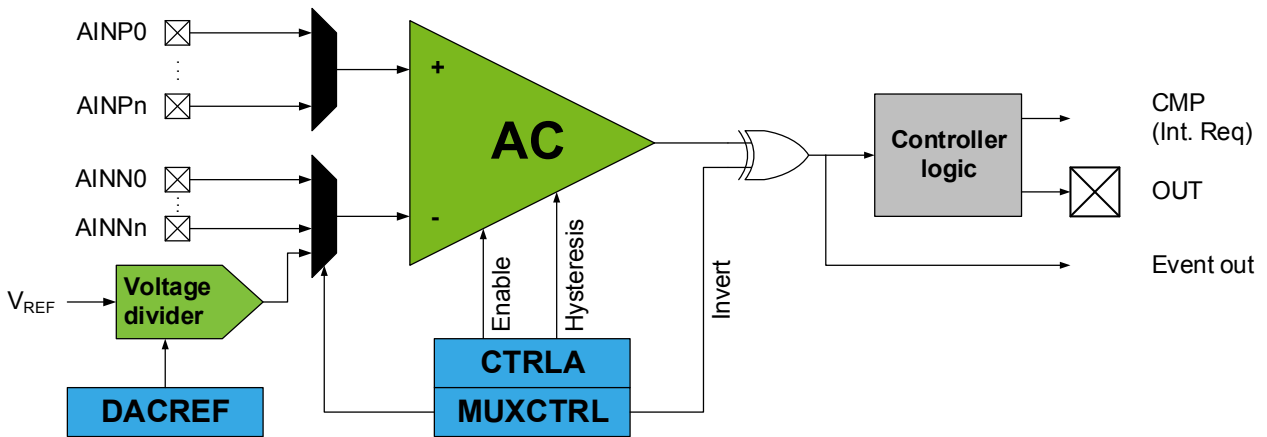 AINP0
AINPn
AINN0
AINNn
VREF
Voltage
divider
DACREF
+
AC
-
Enable
Hysteresis
Invert
CTRLA
MUXCTRL
Controller
logic
CMP
(Int. Req)
OUT
Event out